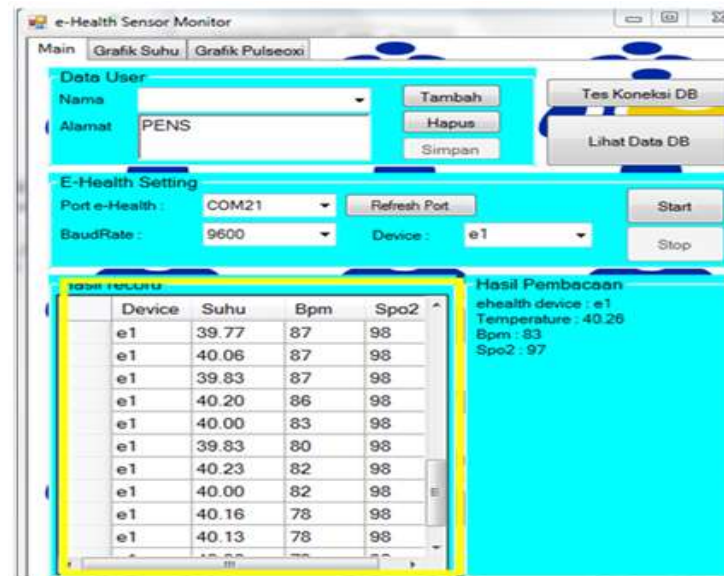 e-Health Sensor Monitor
Main Grafik Suhu Grafik Pulseoxi
Data User
Nama
Tambah
Tes Koneksi DB
Alamat PENS
Hapus
Simpan
Lihat Data DB
E-Health Setting
Port e-Health : COM21 Refresh Port Start
BaudRate : 9600 Device : e1 Stop
Hasil record
Device Suhu Bpm Spo2
e1 39.77 87 98
e1 40.06 87 98
e1 39.83 87 98
e1 40.20 86 98
e1 40.00 83 98
e1 39.83 80 98
e1 40.23 82 98
e1 40.00 82 98
e1 40.16 78 98
e1 40.13 78 98
Hasil Pembacaan
ehealth device : e1
Temperature : 40.26
Bpm : 83
Spo2 : 97